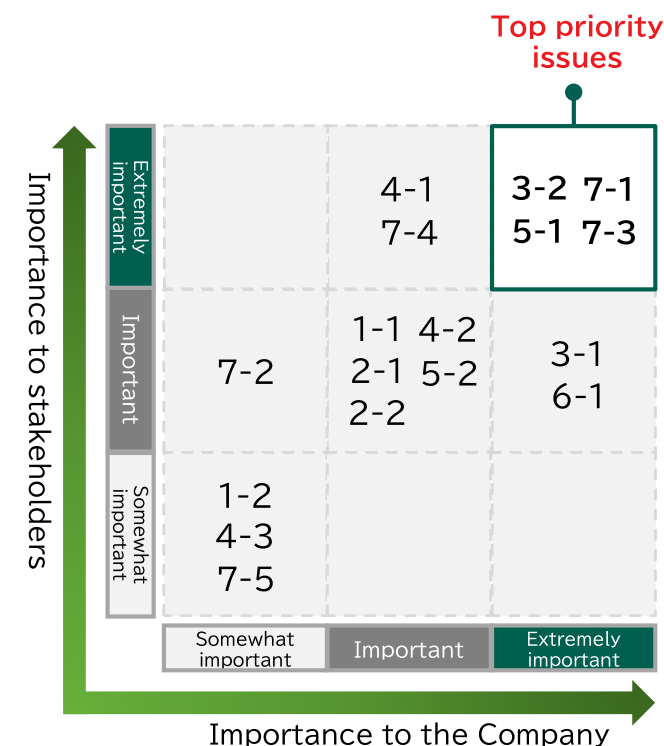 Top priority
issues
Importance to stakeholders
Extremely
important
4-1
7-4
3-2 7-1
5-1 7-3
Important
7-2
1-1 4-2
2-1 5-2
2-2
3-1
6-1
Somewhat
important
1-2
4-3
7-5
Somewhat
important
Important
Extremely
important
Importance to the Company